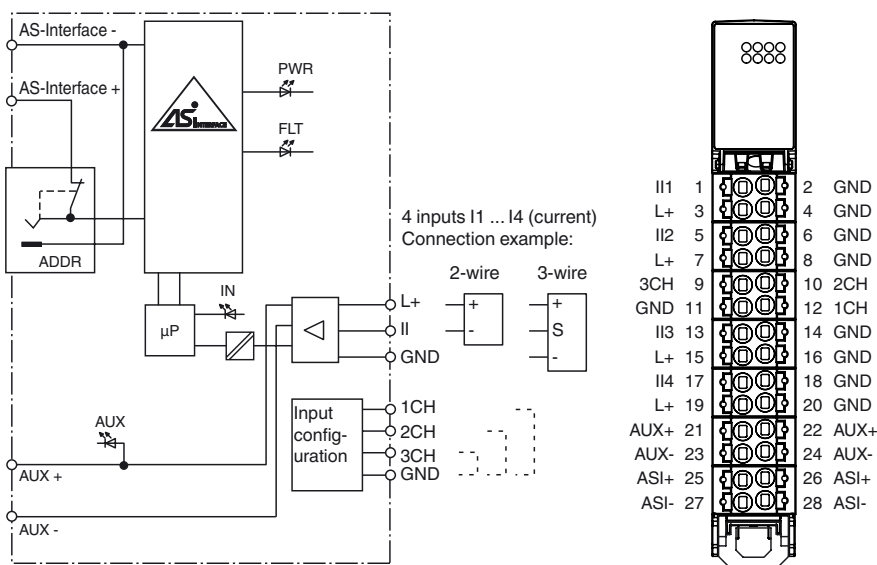 AS-Interface -
AS-Interface +
ASi
INTERFACE
PWR
FLT
ADDR
IN
µP
L+
II
GND
4 inputs I1 ... I4 (current)
Connection example:
2-wire
3-wire
+
-
+
S
-
Input
config-
uration
1CH
2CH
3CH
GND
AUX
AUX +
AUX -
II1 1 2 GND
L+ 3 4 GND
II2 5 6 GND
L+ 7 8 GND
3CH 9 10 2CH
GND 11 12 1CH
II3 13 14 GND
L+ 15 16 GND
II4 17 18 GND
L+ 19 20 GND
AUX+ 21 22 AUX+
AUX- 23 24 AUX-
ASI+ 25 26 ASI+
ASI- 27 28 ASI-